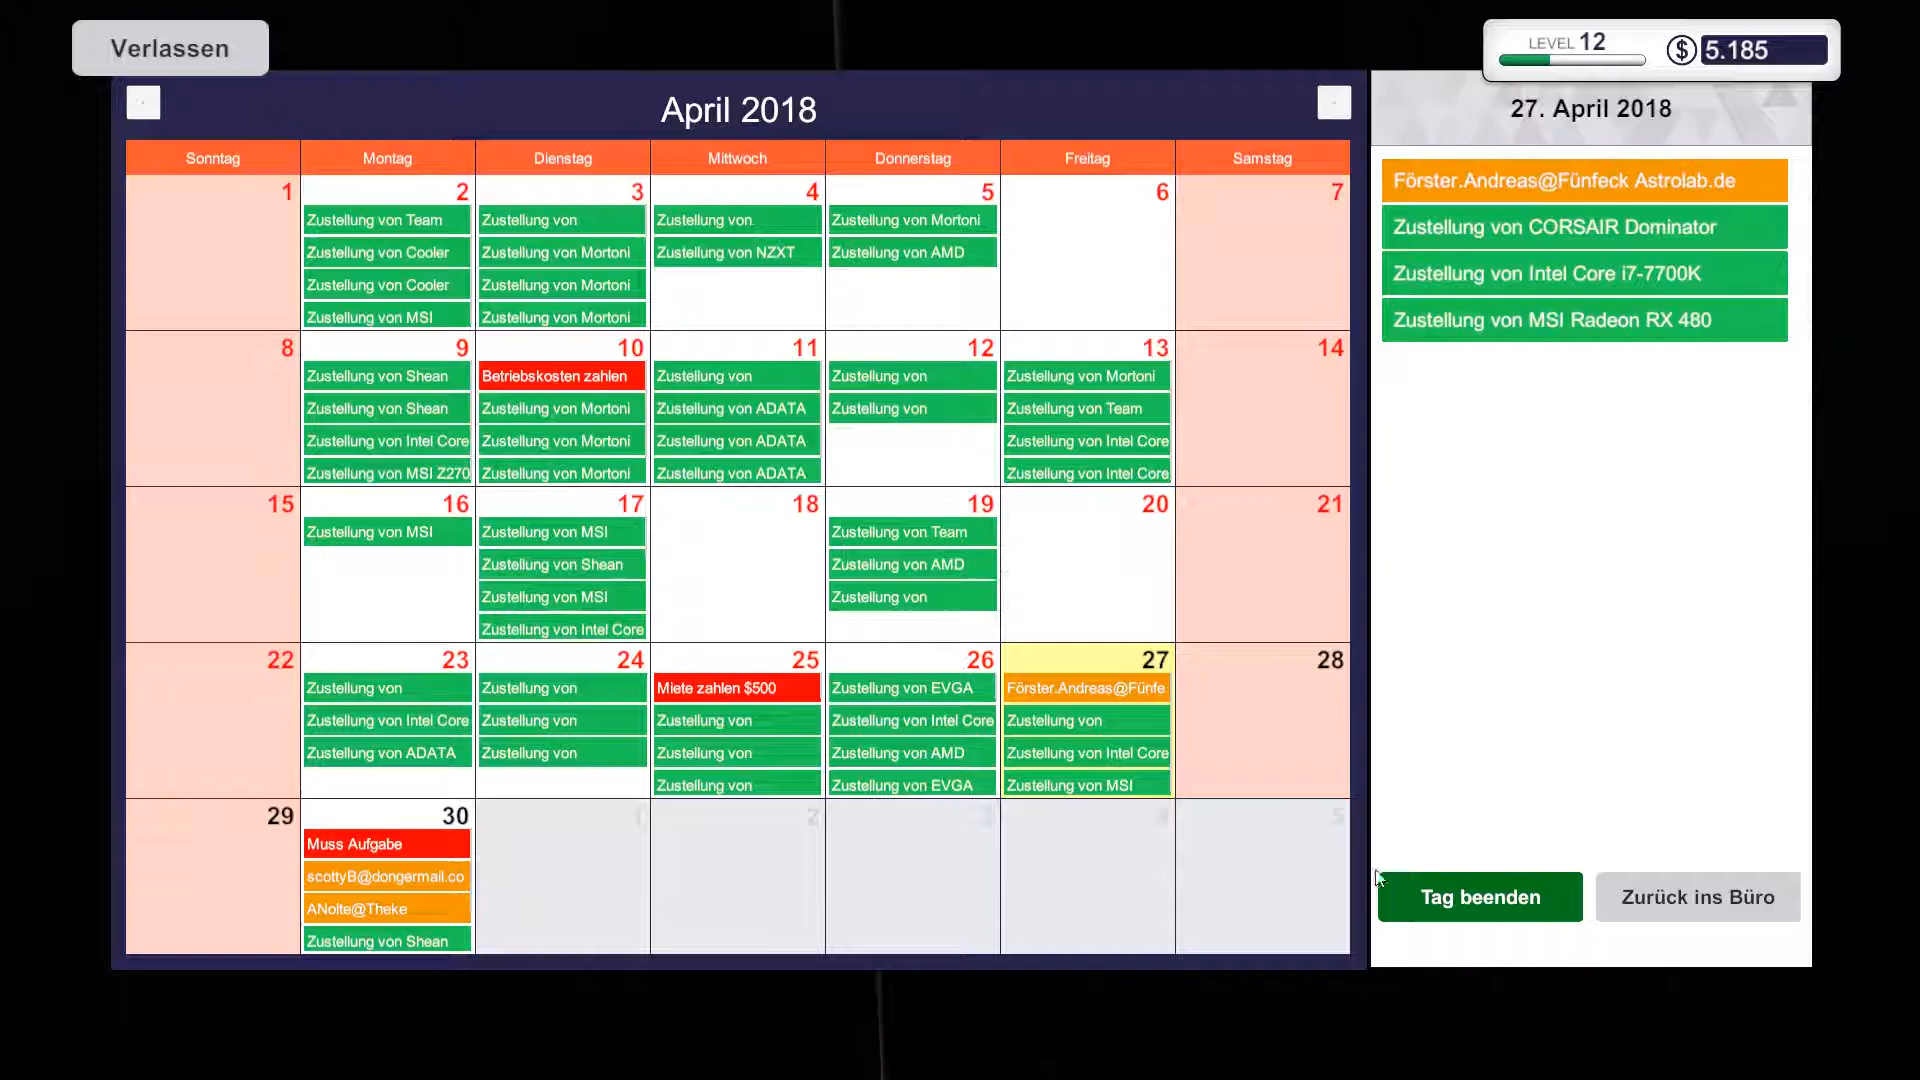 Verlassen
LEVEL 12
$ 5.185
April 2018
27. April 2018
Sonntag Montag Dienstag Mittwoch Donnerstag Freitag Samstag
1 2 3 4 5 6 7
Zustellung von Team
Zustellung von Cooler
Zustellung von Cooler
Zustellung von MSI
Zustellung von
Zustellung von Mortoni
Zustellung von Mortoni
Zustellung von Mortoni
Zustellung von
Zustellung von NZXT
Zustellung von Mortoni
Zustellung von AMD
8 9 10 11 12 13 14
Zustellung von Shean
Zustellung von Shean
Zustellung von Intel Core
Zustellung von MSI Z270
Betriebskosten zahlen
Zustellung von Mortoni
Zustellung von Mortoni
Zustellung von Mortoni
Zustellung von
Zustellung von ADATA
Zustellung von ADATA
Zustellung von ADATA
Zustellung von
Zustellung von
Zustellung von Mortoni
Zustellung von Team
Zustellung von Intel Core
Zustellung von Intel Core
15 16 17 18 19 20 21
Zustellung von MSI
Zustellung von MSI
Zustellung von Shean
Zustellung von MSI
Zustellung von Intel Core
Zustellung von Team
Zustellung von AMD
Zustellung von
22 23 24 25 26 27 28
Zustellung von
Zustellung von Intel Core
Zustellung von ADATA
Zustellung von
Zustellung von
Zustellung von
Miete zahlen $500
Zustellung von
Zustellung von
Zustellung von
Zustellung von EVGA
Zustellung von Intel Core
Zustellung von AMD
Zustellung von EVGA
Förster.Andreas@Fünfe
Zustellung von
Zustellung von Intel Core
Zustellung von MSI
29 30 1 2 3 4 5
Muss Aufgabe
scottyB@dongermail.co
ANolte@Theke
Zustellung von Shean
Förster.Andreas@Fünfeck Astrolab.de
Zustellung von CORSAIR Dominator
Zustellung von Intel Core i7-7700K
Zustellung von MSI Radeon RX 480
Tag beenden
Zurück ins Büro